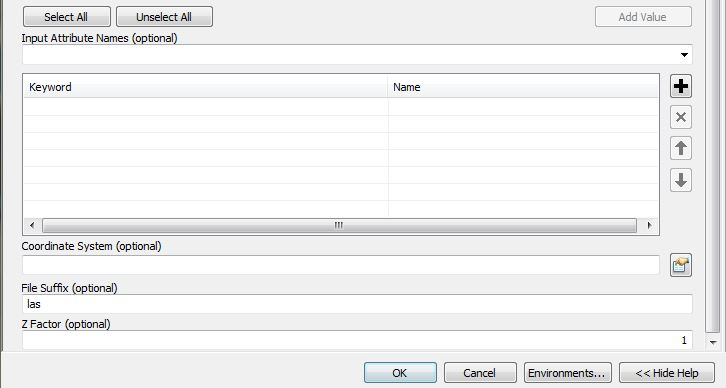 Select All Unselect All Add Value
Input Attribute Names (optional)
Keyword Name
Coordinate System (optional)
File Suffix (optional)
las
Z Factor (optional)
1
OK Cancel Environments... << Hide Help